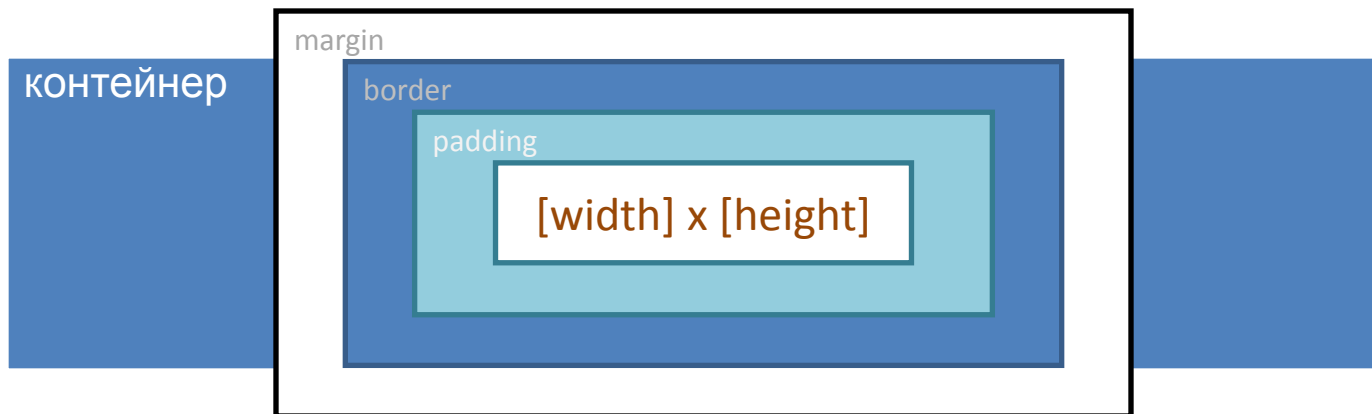 margin
контейнер
border
padding
[width] x [height]